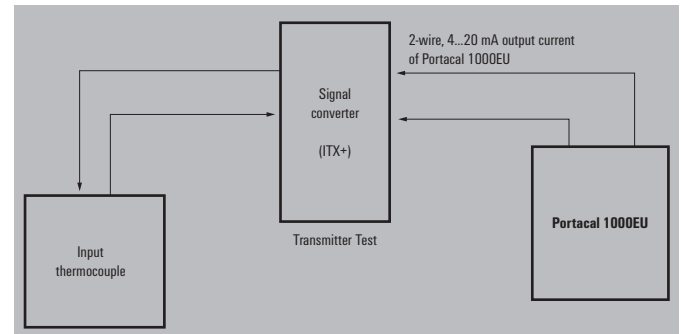 2-wire, 4...20 mA output current
of Portacal 1000EU
Signal
converter
(ITX+)
Transmitter Test
Input
thermocouple
Portacal 1000EU